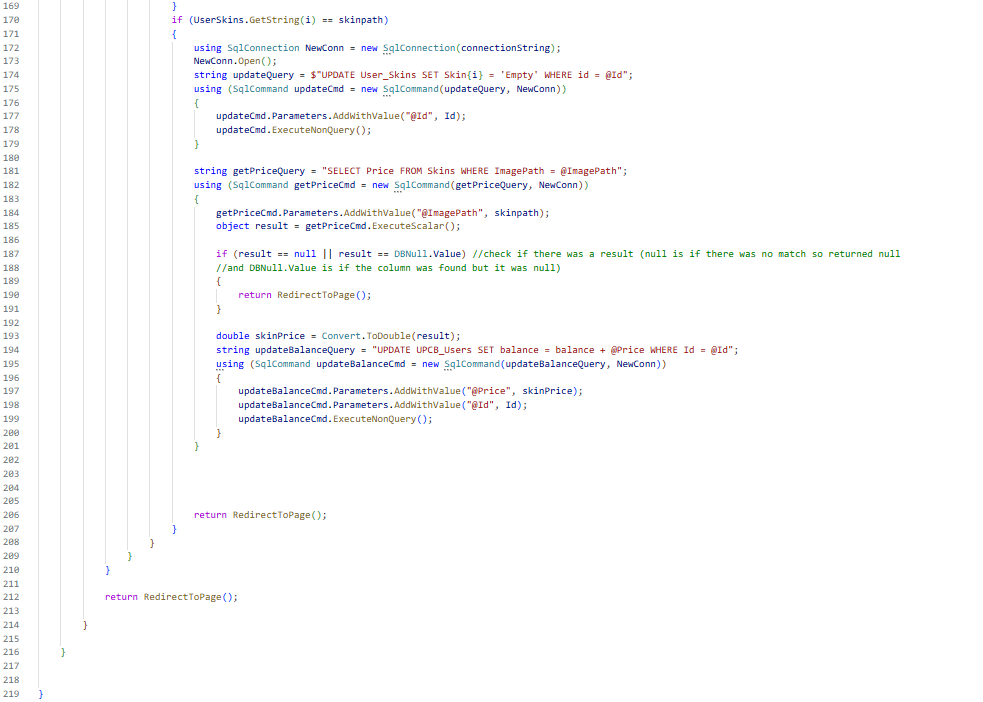 169 }
170 if (UserSkins.GetString(i) == skinpath)
171 {
172 using SqlConnection NewConn = new SqlConnection(connectionString);
173 NewConn.Open();
174 string updateQuery = $"UPDATE User_Skins SET Skin{i} = 'Empty' WHERE id = @Id";
175 using (SqlCommand updateCmd = new SqlCommand(updateQuery, NewConn))
176 {
177 updateCmd.Parameters.AddWithValue("@Id", Id);
178 updateCmd.ExecuteNonQuery();
179 }
180
181 string getPriceQuery = "SELECT Price FROM Skins WHERE ImagePath = @ImagePath";
182 using (SqlCommand getPriceCmd = new SqlCommand(getPriceQuery, NewConn))
183 {
184 getPriceCmd.Parameters.AddWithValue("@ImagePath", skinpath);
185 object result = getPriceCmd.ExecuteScalar();
186
187 if (result == null || result == DBNull.Value) //check if there was a result (null is if there was no match so returned null
188 //and DBNull.Value is if the column was found but it was null)
189 {
190 return RedirectToPage();
191 }
192
193 double skinPrice = Convert.ToDouble(result);
194 string updateBalanceQuery = "UPDATE UPCB_Users SET balance = balance + @Price WHERE Id = @Id";
195 using (SqlCommand updateBalanceCmd = new SqlCommand(updateBalanceQuery, NewConn))
196 {
197 updateBalanceCmd.Parameters.AddWithValue("@Price", skinPrice);
198 updateBalanceCmd.Parameters.AddWithValue("@Id", Id);
199 updateBalanceCmd.ExecuteNonQuery();
200 }
201 }
202
203
204
205
206 return RedirectToPage();
207 }
208 }
209 }
210 }
211
212 return RedirectToPage();
213
214 }
215
216 }
217
218
219 }